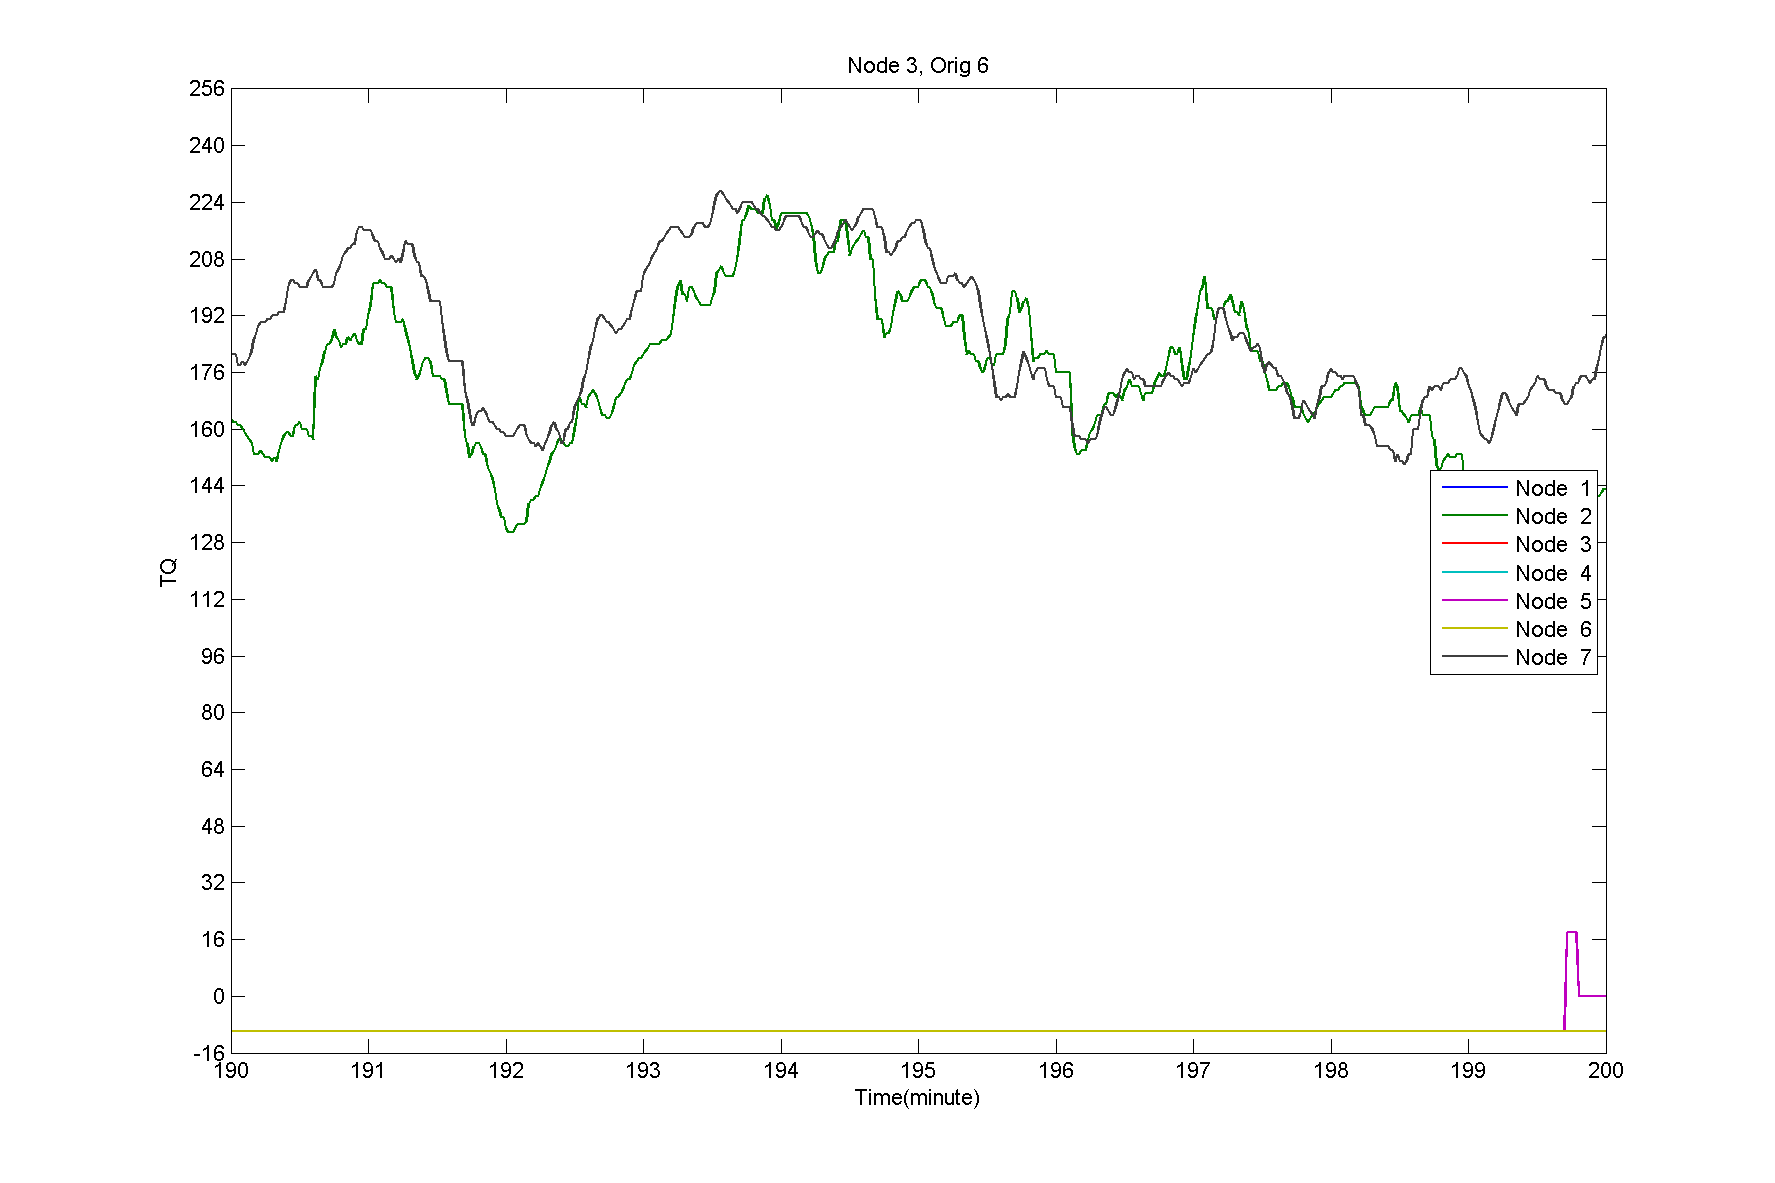 Node 3, Orig 6
256
240
224
208
192
176
160
144
128
112
96
80
64
48
32
16
0
-16
TQ
190 191 192 193 194 195 196 197 198 199 200
Time(minute)
Node 1
Node 2
Node 3
Node 4
Node 5
Node 6
Node 7